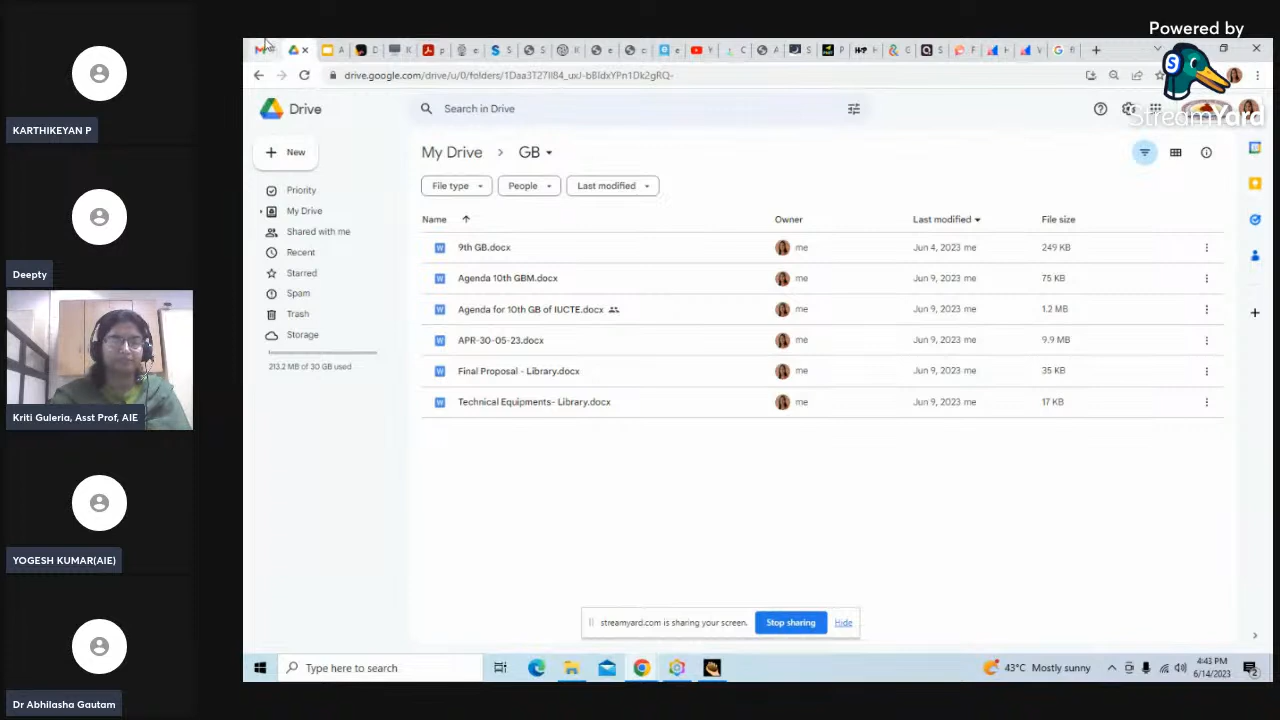 Powered by
StreamYard
KARTHIKEYAN P
Deepty
Kriti Guleria, Asst Prof, AIE
YOGESH KUMAR(AIE)
Dr Abhilasha Gautam
drive.google.com/drive/u/0/folders/
Drive
Search in Drive
New
Priority
My Drive
Shared with me
Recent
Starred
Spam
Trash
Storage
213.2 MB of 30 GB used
My Drive > GB
File type People Last modified
Name Owner Last modified File size
9th GB.docx me Jun 4, 2023 me 249 KB
Agenda 10th GBM.docx me Jun 9, 2023 me 75 KB
Agenda for 10th GB of IUCTE.docx me Jun 9, 2023 me 1.2 MB
APR-30-05-23.docx me Jun 9, 2023 me 9.9 MB
Final Proposal - Library.docx me Jun 9, 2023 me 35 KB
Technical Equipments- Library.docx me Jun 9, 2023 me 17 KB
streamyard.com is sharing your screen. Stop sharing Hide
Type here to search
43°C Mostly sunny
4:43 PM
6/14/2023